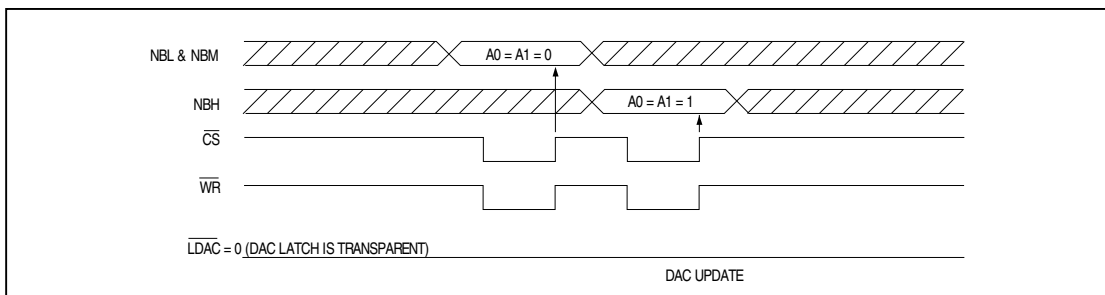 NBL & NBM
A0 = A1 = 0
NBH
A0 = A1 = 1
CS
WR
LDAC = 0 (DAC LATCH IS TRANSPARENT)
DAC UPDATE